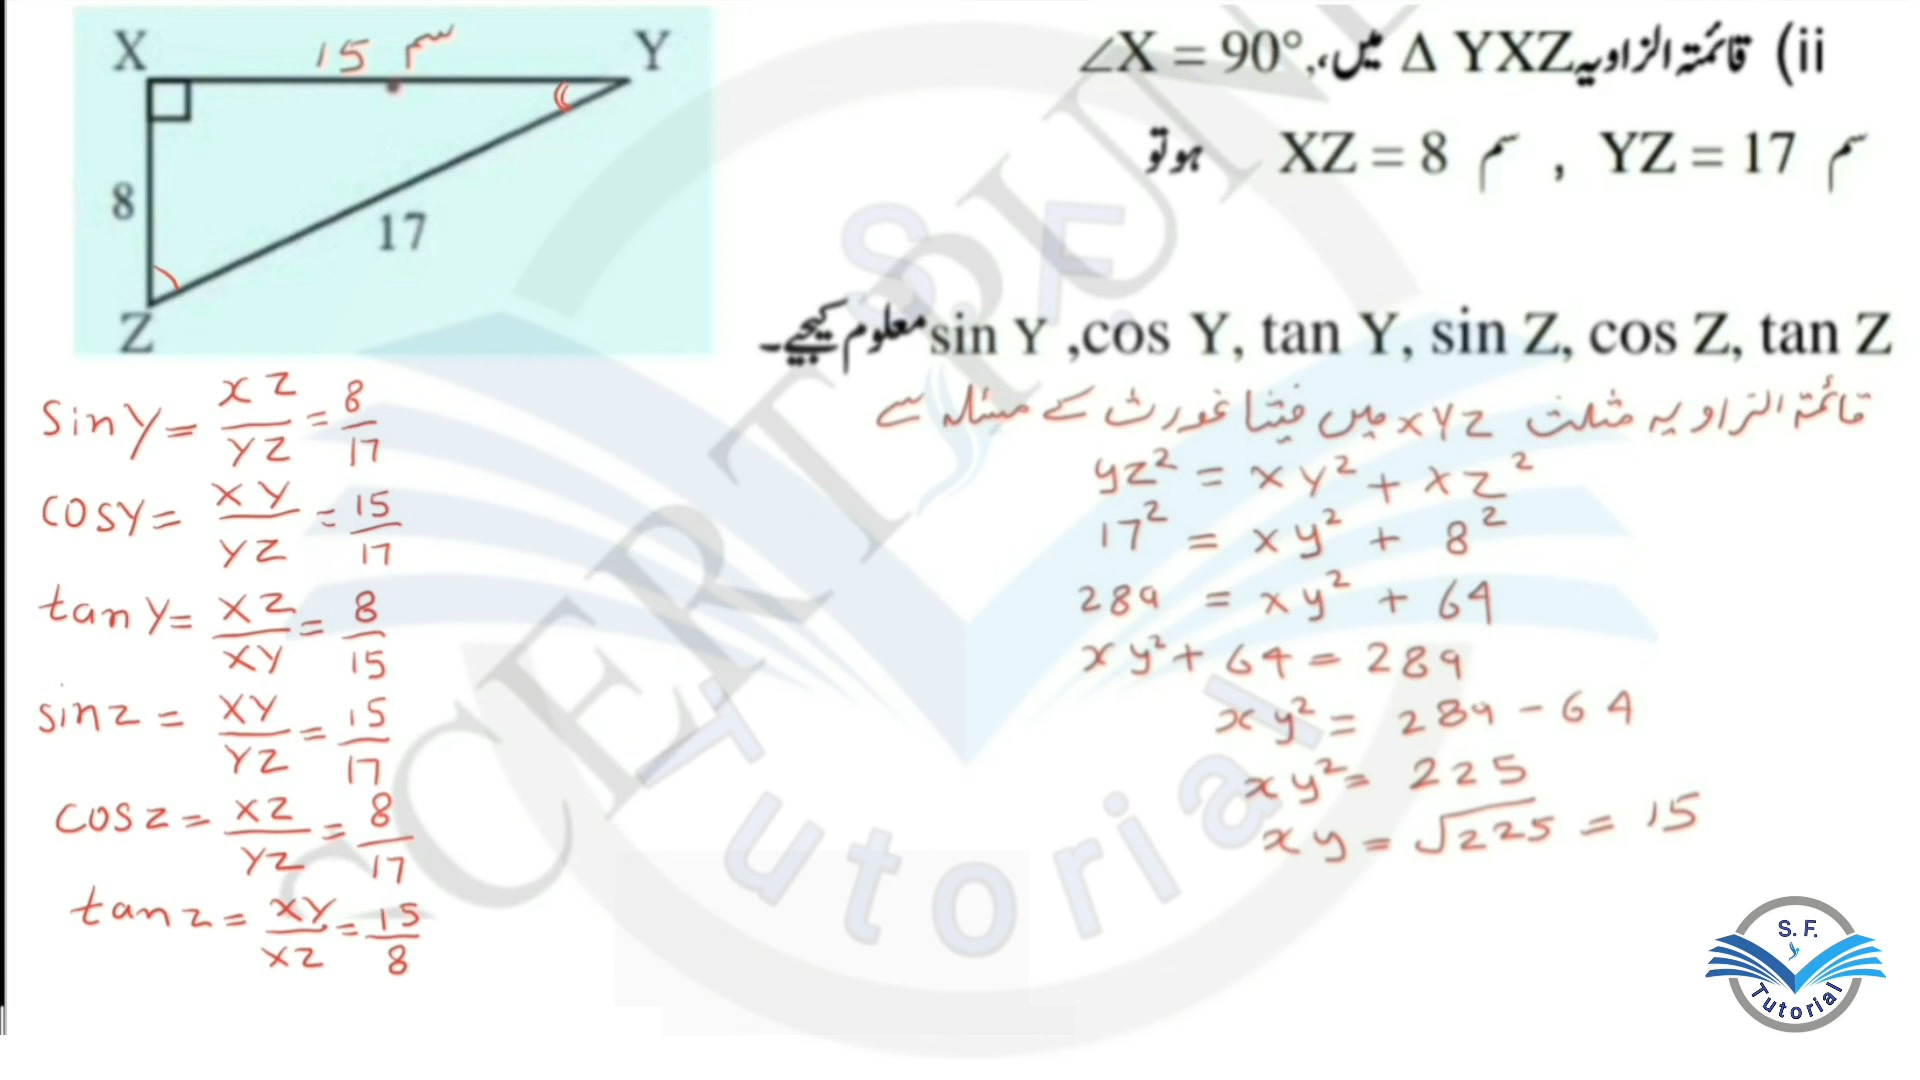 X 15 سم Y
8
17
Z
ii) قائمۃ الزاویہ Δ YXZ میں، ∠X = 90°,
XZ = 8 سم , YZ = 17 سم ہو تو
sin Y ,cos Y, tan Y, sin Z, cos Z, tan Z معلوم کیجیے۔
قائمۃ الزاویہ مثلث XYZ میں فیثا غورث کے مسئلہ سے
YZ² = XY² + XZ²
17² = XY² + 8²
289 = XY² + 64
XY² + 64 = 289
XY² = 289 - 64
XY² = 225
XY = √225 = 15
sin Y = XZ/YZ = 8/17
cos Y = XY/YZ = 15/17
tan Y = XZ/XY = 8/15
sin Z = XY/YZ = 15/17
cos Z = XZ/YZ = 8/17
tan Z = XY/XZ = 15/8
S. F.
Tutorial
S. F.
Tutorial